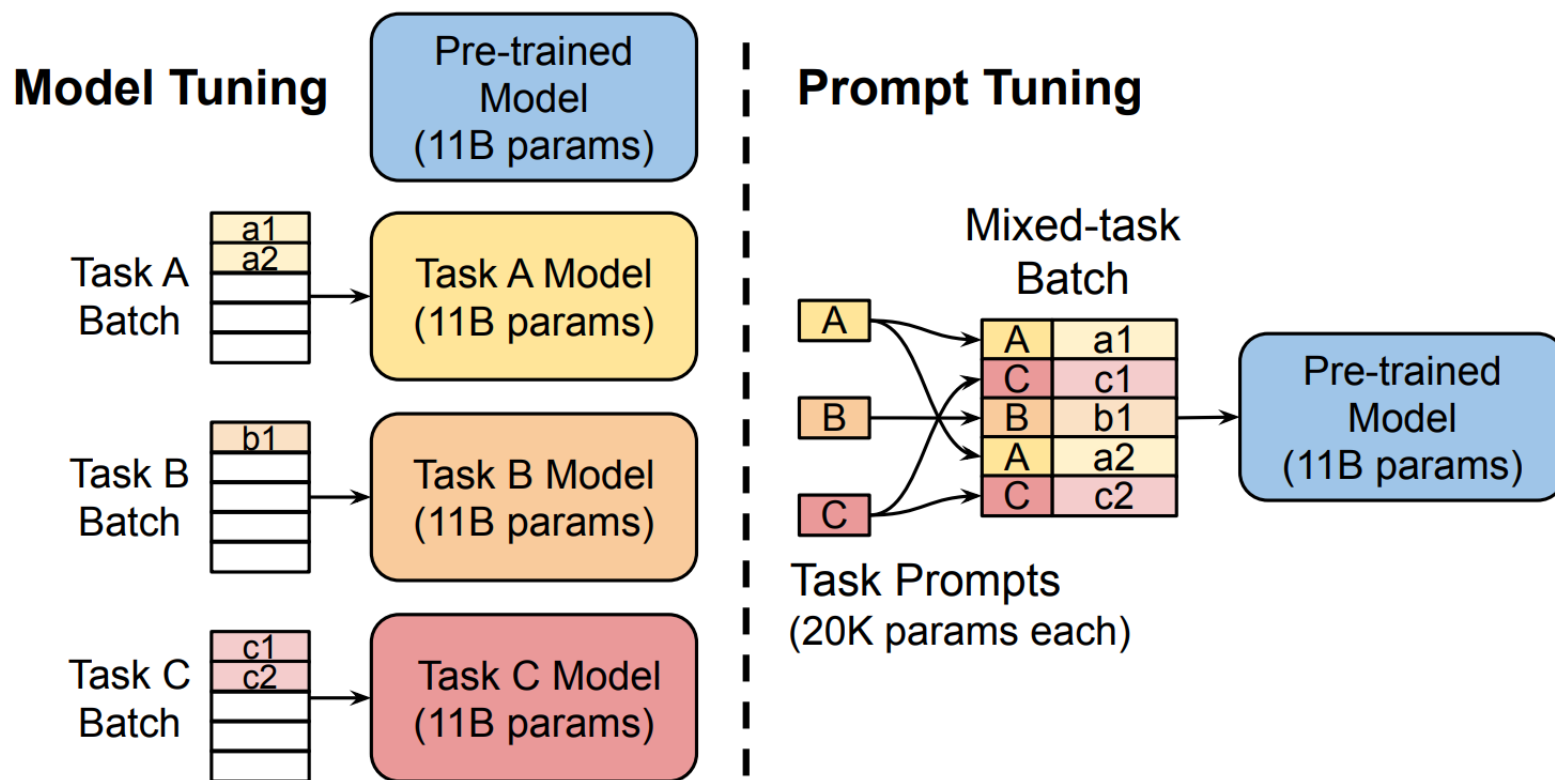 Model Tuning
Pre-trained
Model
(11B params)
a1
a2
Task A
Batch
Task A Model
(11B params)
b1
Task B
Batch
Task B Model
(11B params)
c1
c2
Task C
Batch
Task C Model
(11B params)
Prompt Tuning
Mixed-task
Batch
A
B
C
A a1
C c1
B b1
A a2
C c2
Pre-trained
Model
(11B params)
Task Prompts
(20K params each)